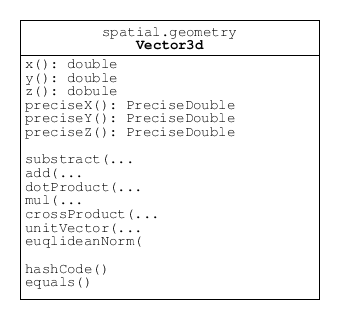 spatial.geometry
Vector3d
x(): double
y(): double
z(): dobule
preciseX(): PreciseDouble
preciseY(): PreciseDouble
preciseZ(): PreciseDouble
substract(...
add(...
dotProduct(...
mul(...
crossProduct(...
unitVector(...
euqlideanNorm(
hashCode()
equals()